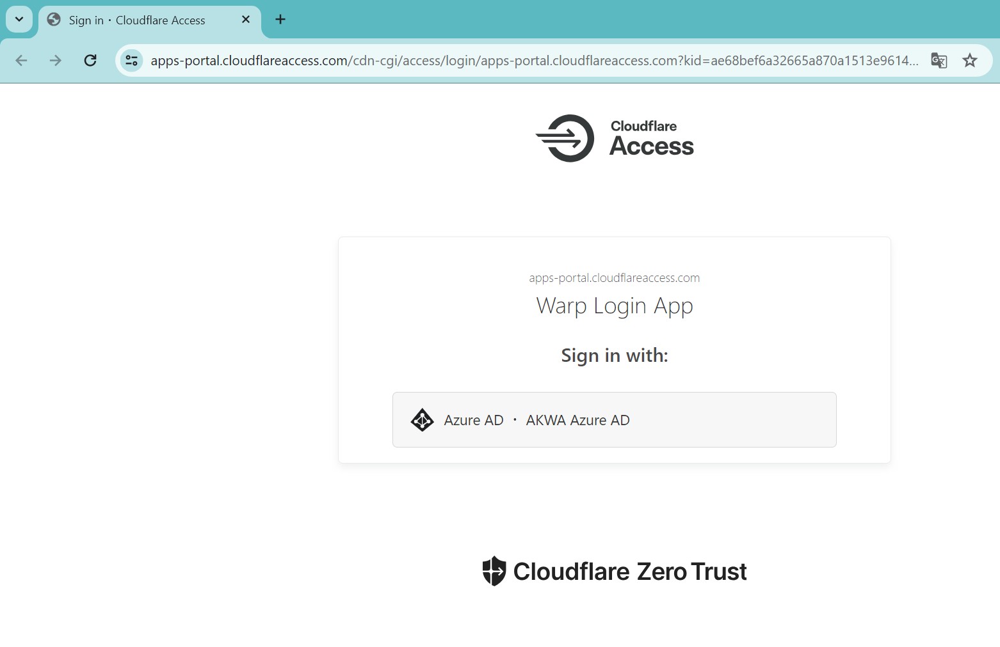 Sign in · Cloudflare Access
apps-portal.cloudflareaccess.com/cdn-cgi/access/login/apps-portal.cloudflareaccess.com?kid=ae68bef6a32665a870a1513e9614...
Cloudflare
Access
apps-portal.cloudflareaccess.com
Warp Login App
Sign in with:
Azure AD · AKWA Azure AD
Cloudflare Zero Trust